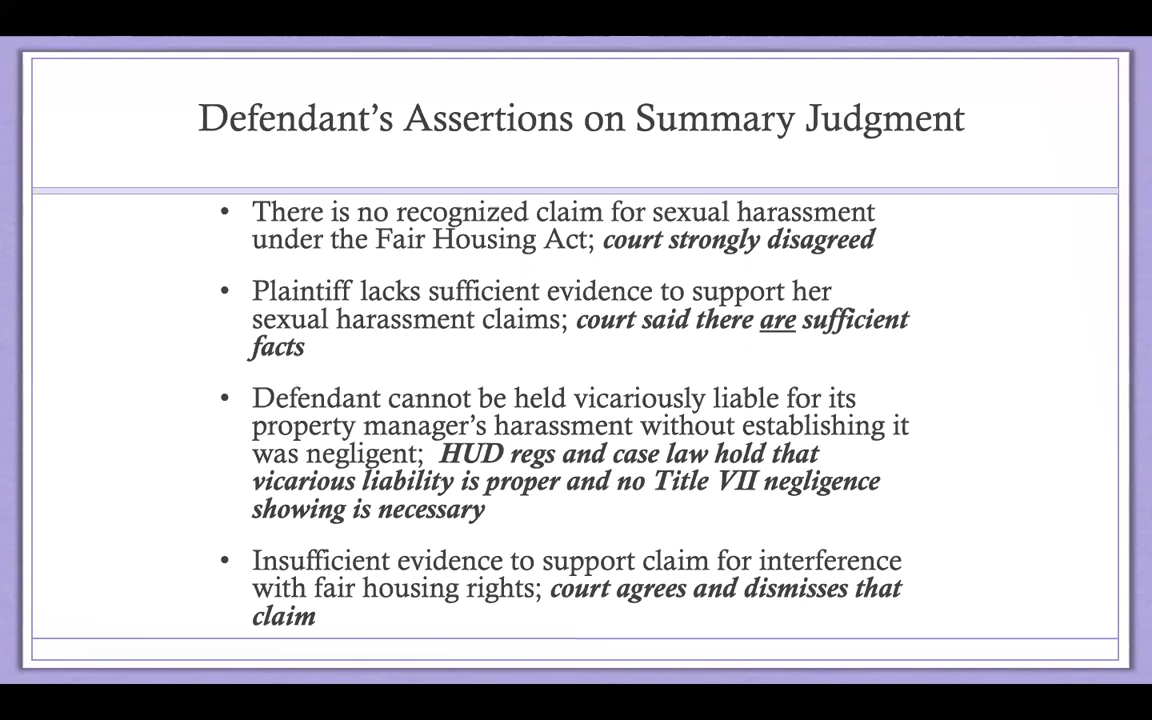 Defendant’s Assertions on Summary Judgment
• There is no recognized claim for sexual harassment
under the Fair Housing Act; court strongly disagreed
• Plaintiff lacks sufficient evidence to support her
sexual harassment claims; court said there are sufficient
facts
• Defendant cannot be held vicariously liable for its
property manager’s harassment without establishing it
was negligent; HUD regs and case law hold that
vicarious liability is proper and no Title VII negligence
showing is necessary
• Insufficient evidence to support claim for interference
with fair housing rights; court agrees and dismisses that
claim